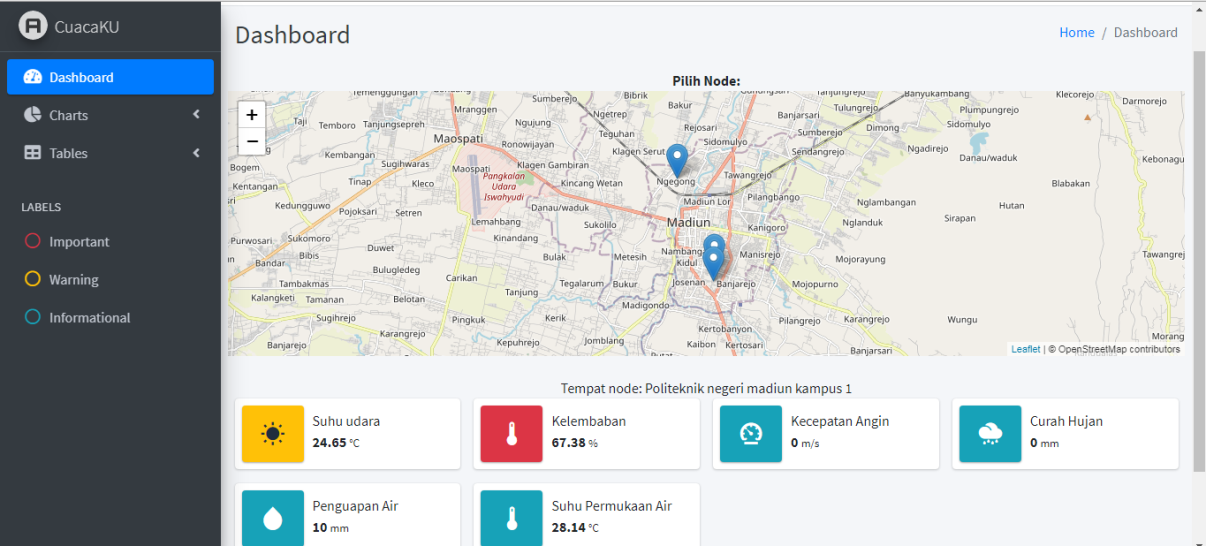 CuacaKU
Dashboard
Charts
Tables
LABELS
Important
Warning
Informational
Dashboard
Home / Dashboard
Pilih Node:
+
−
Temenggungan
Sumberejo
Bibrik
Klecorejo
Darmorejo
Taji
Temboro
Tanjungsepreh
Mranggen
Ngujung
Ngetrep
Bakur
Tulungrejo
Banyukambang
Plumpungrejo
Sidomulyo
Maospati
Ronowijayan
Teguhan
Rejosari
Sidomulyo
Sumberejo
Dimong
Ngadirejo
Danau/waduk
Kebonagu
Bogem
Kembangan
Sugihwaras
Maospati
Klagen Gambiran
Klagen Serut
Sendangrejo
Kentangan
Tinap
Kleco
Pangkalan
Udara
Iswahyudi
Kincang Wetan
Ngegong
Tawangrejo
Blabakan
Kedungguwo
Pojoksari
Setren
Danau/waduk
Madiun Lor
Pilangbango
Nglambangan
Hutan
Lembahbang
Sukolilo
Madiun
Kanigoro
Nglanduk
Sirapan
Purwosari
Sukomoro
Duwet
Kinandang
Bandar
Bibis
Bulak
Metesih
Kidul
Manisrejo
Mojorayung
Bulugledeg
Tambakmas
Carikan
Tegalarum
Bukur
Josenan
Banjarejo
Mojopurno
Kalangketi
Tamanan
Belotan
Tanjung
Madigondo
Sugihrejo
Pingkuk
Kerik
Pilangrejo
Karangrejo
Wungu
Karangrejo
Kepuhrejo
Jomblang
Kertobanyon
Morang
Banjarejo
Kaibon
Kertosari
Banjarsari
Leaflet | © OpenStreetMap contributors
Tempat node: Politeknik negeri madiun kampus 1
Suhu udara
24.65 °C
Kelembaban
67.38 %
Kecepatan Angin
0 m/s
Curah Hujan
0 mm
Penguapan Air
10 mm
Suhu Permukaan Air
28.14 °C